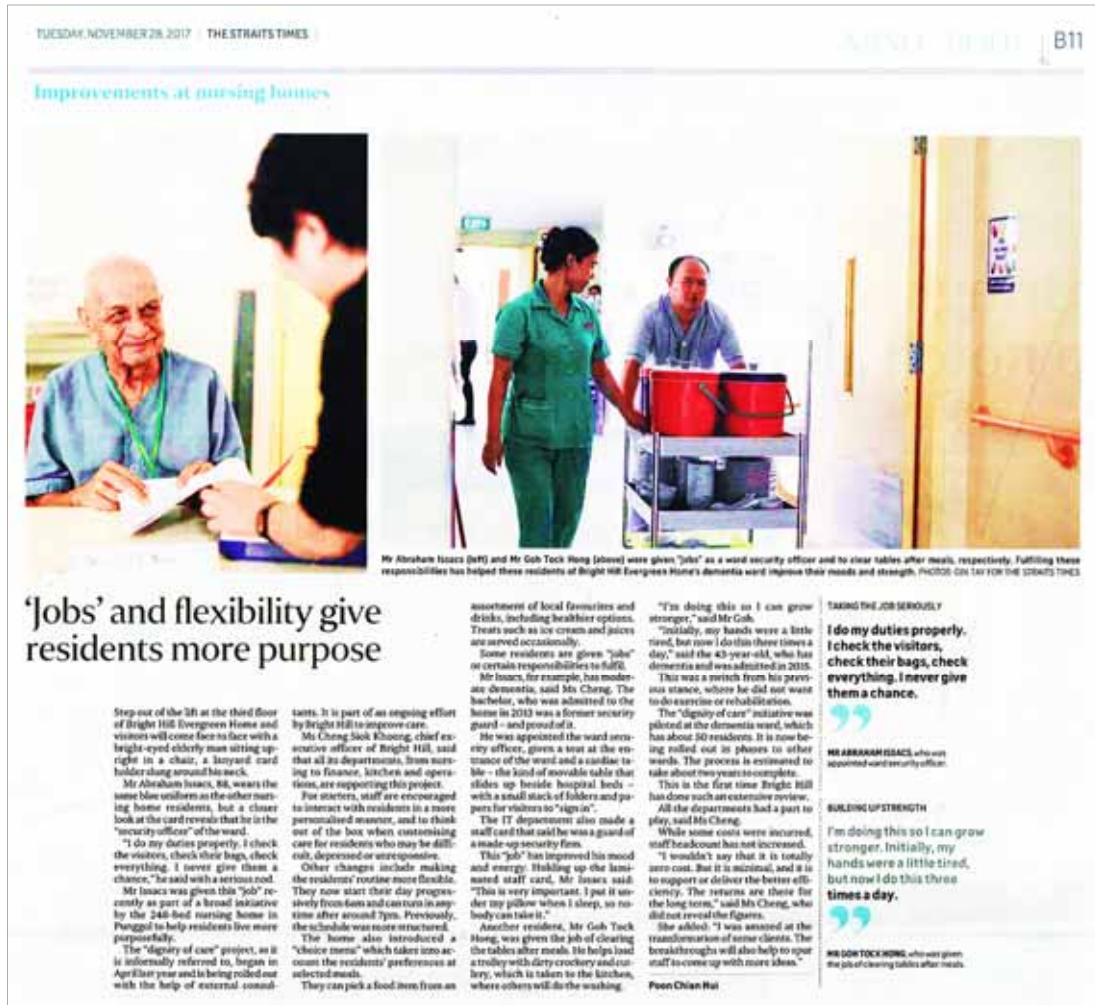 TUESDAY, NOVEMBER 28, 2017 | THE STRAITS TIMES |
B11
Improvements at nursing homes
EXIT
Mr Abraham Issacs (left) and Mr Goh Tock Hong (above) were given "jobs" as a ward security officer and to clear tables after meals, respectively. Fulfilling these
responsibilities has helped these residents of Bright Hill Evergreen Home's dementia ward improve their moods and strength. PHOTOS: GIN TAY FOR THE STRAITS TIMES
'Jobs' and flexibility give
residents more purpose
Step out of the lift at the third floor
of Bright Hill Evergreen Home and
visitors will come face to face with a
bright-eyed elderly man sitting up-
right in a chair, a lanyard card
holder slung around his neck.
Mr Abraham Issacs, 88, wears the
same blue uniform as the other nurs-
ing home residents, but a closer
look at the card reveals that he is the
"security officer" of the ward.
"I do my duties properly. I check
the visitors, check their bags, check
everything. I never give them a
chance," he said with a serious nod.
Mr Issacs was given this "job" re-
cently as part of a broad initiative
by the 248-bed nursing home in
Punggol to help residents live more
purposefully.
The "dignity of care" project, as it
is informally referred to, began in
April last year and is being rolled out
with the help of external consul-
tants. It is part of an ongoing effort
by Bright Hill to improve care.
Ms Cheng Siok Khoong, chief ex-
ecutive officer of Bright Hill, said
that all its departments, from nurs-
ing to finance, kitchen and opera-
tions, are supporting this project.
For starters, staff are encouraged
to interact with residents in a more
personalised manner, and to think
out of the box when customising
care for residents who may be diffi-
cult, depressed or unresponsive.
Other changes include making
the residents' routine more flexible.
They now start their day progres-
sively from 6am and can turn in any-
time after around 7pm. Previously,
the schedule was more structured.
The home also introduced a
"choice menu" which takes into ac-
count the residents' preferences at
selected meals.
They can pick a food item from an
assortment of local favourites and
drinks, including healthier options.
Treats such as ice cream and juices
are served occasionally.
Some residents are given "jobs"
or certain responsibilities to fulfil.
Mr Issacs, for example, has moder-
ate dementia, said Ms Cheng. The
bachelor, who was admitted to the
home in 2013 was a former security
guard - and proud of it.
He was appointed the ward secu-
rity officer, given a seat at the en-
trance of the ward and a cardiac ta-
ble - the kind of movable table that
slides up beside hospital beds -
with a small stack of folders and pa-
pers for visitors to "sign in".
The IT department also made a
staff card that said he was a guard of
a made-up security firm.
This "job" has improved his mood
and energy. Holding up the lami-
nated staff card, Mr Issacs said:
"This is very important. I put it un-
der my pillow when I sleep, so no-
body can take it."
Another resident, Mr Goh Tock
Hong, was given the job of clearing
the tables after meals. He helps load
a trolley with dirty crockery and cut-
lery, which is taken to the kitchen,
where others will do the washing.
"I'm doing this so I can grow
stronger," said Mr Goh.
"Initially, my hands were a little
tired, but now I do this three times a
day," said the 43-year-old, who has
dementia and was admitted in 2015.
This was a switch from his previ-
ous stance, where he did not want
to do exercise or rehabilitation.
The "dignity of care" initiative was
piloted at the dementia ward, which
has about 50 residents. It is now be-
ing rolled out in phases to other
wards. The process is estimated to
take about two years to complete.
This is the first time Bright Hill
has done such an extensive review.
All the departments had a part to
play, said Ms Cheng.
While some costs were incurred,
staff headcount has not increased.
"I wouldn't say that it is totally
zero cost. But it is minimal, and it is
to support or deliver the better effi-
ciency. The returns are there for
the long term," said Ms Cheng, who
did not reveal the figures.
She added: "I was amazed at the
transformation of some clients. The
breakthroughs will also help to spur
staff to come up with more ideas."
Poon Chian Hui
TAKING THE JOB SERIOUSLY
I do my duties properly.
I check the visitors,
check their bags, check
everything. I never give
them a chance.
”
MR ABRAHAM ISSACS, who was
appointed ward security officer.
BUILDING UP STRENGTH
I'm doing this so I can grow
stronger. Initially, my
hands were a little tired,
but now I do this three
times a day.
”
MR GOH TOCK HONG, who was given
the job of clearing tables after meals.